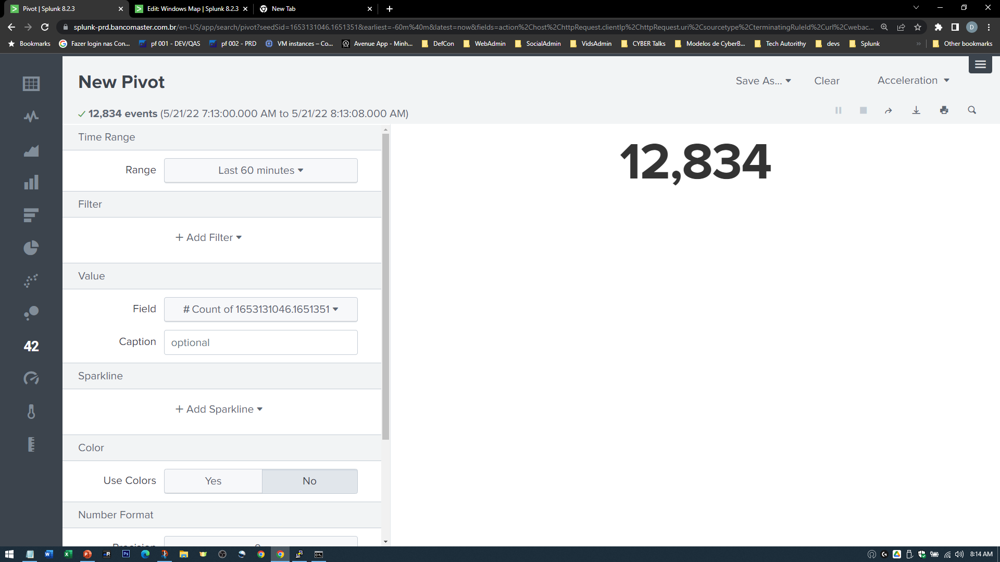 Pivot | Splunk 8.2.3
Edit: Windows Map | Splunk 8.2.3
New Tab
splunk-prd.bancomaster.com.br/en-US/app/search/pivot?seedSid=1653131046.1651351&earliest=-60m%40m&latest=now&fields=action%2Chost%2ChttpRequest.clientIp%2ChttpRequest.uri%2Csourcetype%2CterminatingRuleId%2Curl%2Cwebac...
D
Bookmarks
Fazer login nas Con...
pf 001 - DEV/QAS
pf 002 - PRD
VM instances – Co...
Avenue App - Minh...
DefCon
WebAdmin
SocialAdmin
VidsAdmin
CYBER Talks
Modelos de CyberB...
Tech Autorithy
devs
Splunk
»
Other bookmarks
New Pivot
Save As...
Clear
Acceleration
12,834 events (5/21/22 7:13:00.000 AM to 5/21/22 8:13:08.000 AM)
Time Range
Range
Last 60 minutes
Filter
+ Add Filter
Value
Field
# Count of 1653131046.1651351
Caption
optional
Sparkline
+ Add Sparkline
Color
Use Colors
Yes
No
Number Format
Precision
12,834
42
8:14 AM